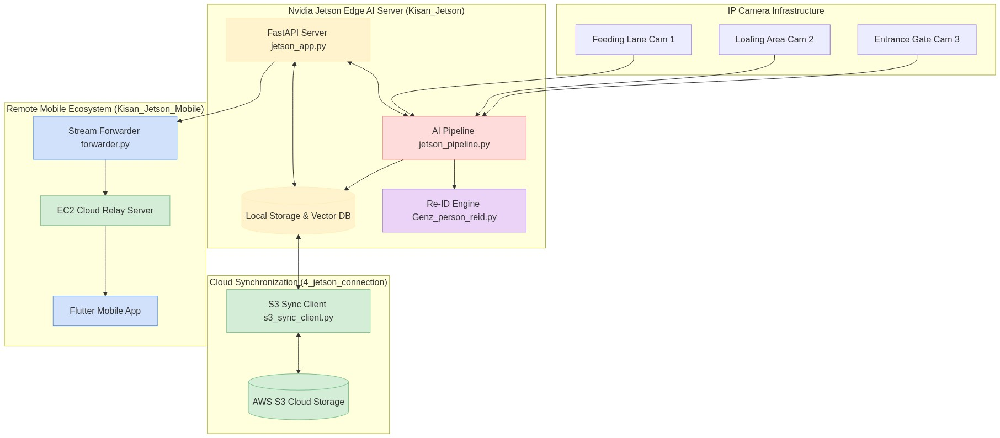 Nvidia Jetson Edge AI Server (Kisan_Jetson)
IP Camera Infrastructure
FastAPI Server
jetson_app.py
Feeding Lane Cam 1
Loafing Area Cam 2
Entrance Gate Cam 3
Remote Mobile Ecosystem (Kisan_Jetson_Mobile)
Stream Forwarder
forwarder.py
AI Pipeline
jetson_pipeline.py
EC2 Cloud Relay Server
Local Storage & Vector DB
Re-ID Engine
Genz_person_reid.py
Cloud Synchronization (4_jetson_connection)
Flutter Mobile App
S3 Sync Client
s3_sync_client.py
AWS S3 Cloud Storage